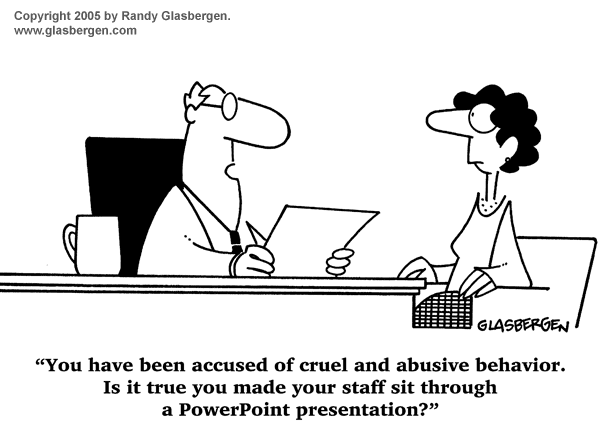 Copyright 2005 by Randy Glasbergen.
www.glasbergen.com
GLASBERGEN
“You have been accused of cruel and abusive behavior.
Is it true you made your staff sit through
a PowerPoint presentation?”